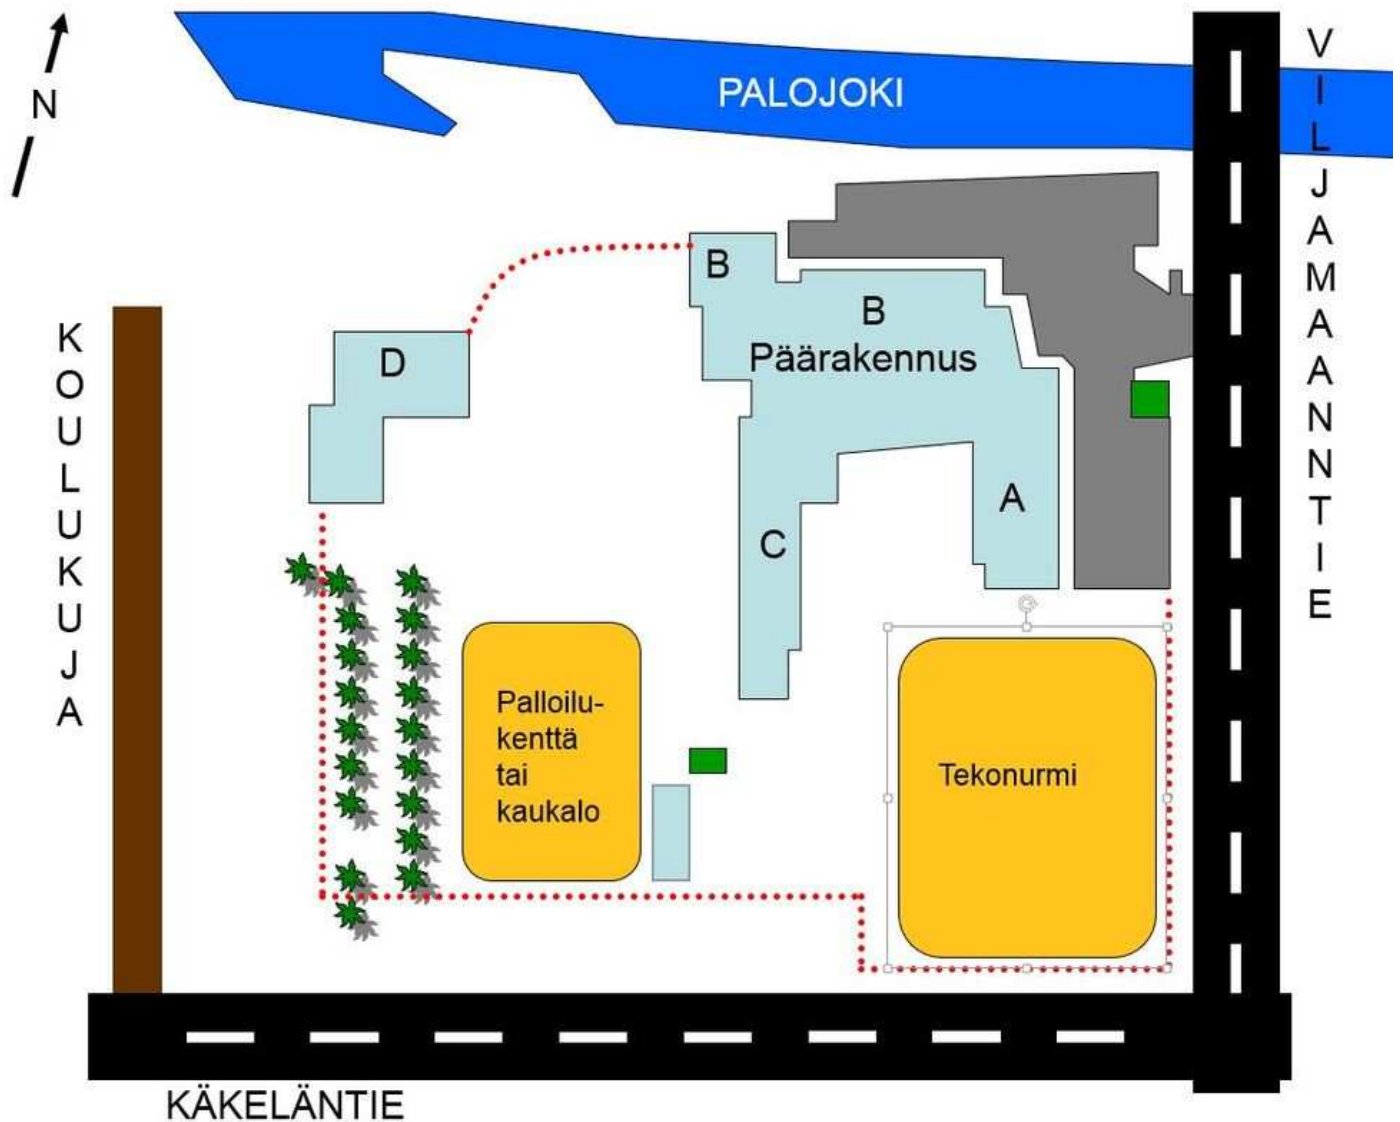 N
PALOJOKI
VILJAMAANTIE
KOULUKUJA
B
B
Päärakennus
D
A
C
Palloilu-
kenttä
tai
kaukalo
Tekonurmi
KÄKELÄNTIE